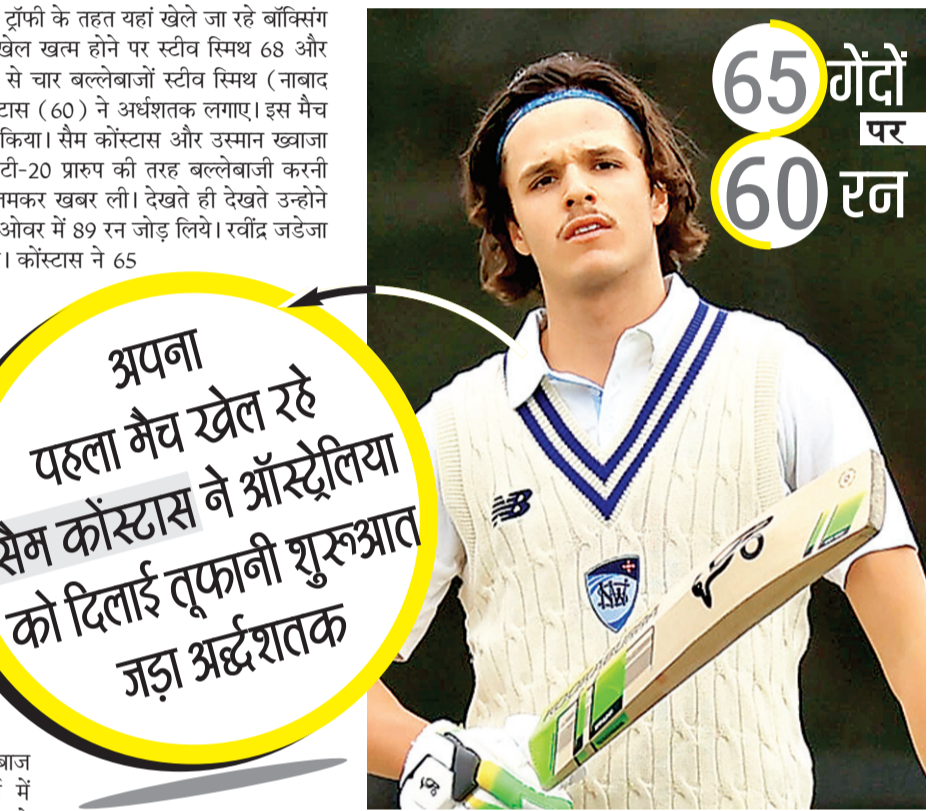 ट्रॉफी के तहत यहां खेले जा रहे बॉक्सिंग
खेल खत्म होने पर स्टीव स्मिथ 68 और
से चार बल्लेबाजों स्टीव स्मिथ (नाबाद
टास (60) ने अर्धशतक लगाए। इस मैच
किया। सैम कोंस्टास और उस्मान ख्वाजा
टी-20 प्रारुप की तरह बल्लेबाजी करनी
खबर ली। देखते ही देखते उन्होने
ओवर में 89 रन जोड़ लिये। रवींद्र जडेजा
। कोंस्टास ने 65
65 गेंदों
पर
60 रन
अपना
पहला मैच खेल रहे
सैम कोंस्टास ने ऑस्ट्रेलिया
को दिलाई तूफानी शुरूआत
जड़ा अर्द्धशतक
NB
NSW
में